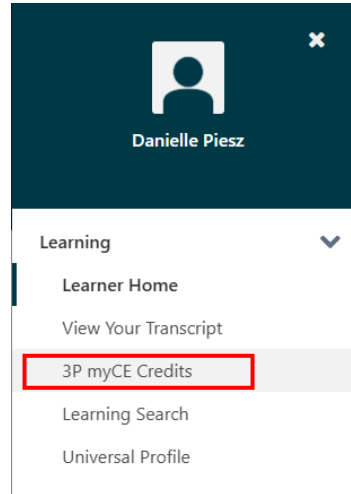 Danielle Piesz
Learning
Learner Home
View Your Transcript
3P myCE Credits
Learning Search
Universal Profile